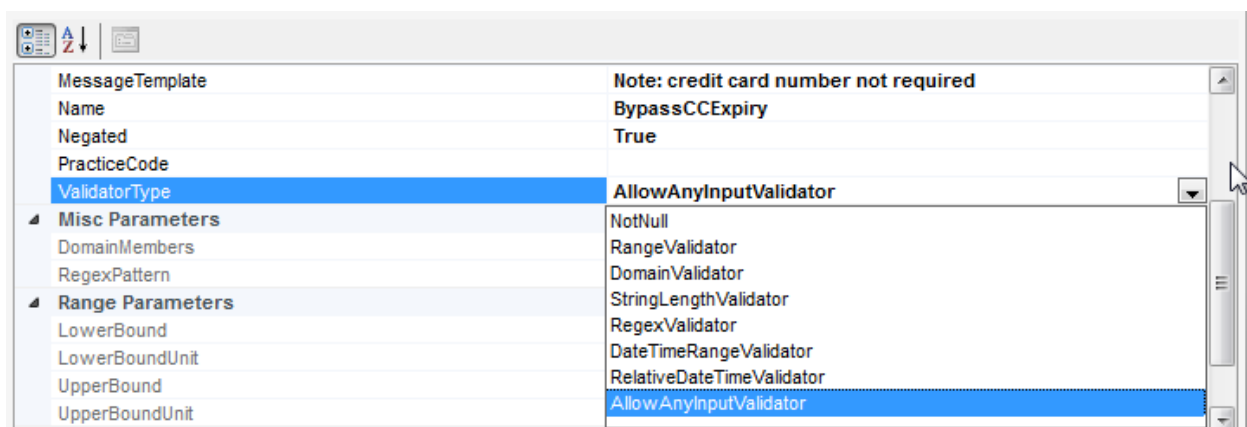 A
Z
MessageTemplate Note: credit card number not required
Name BypassCCExpiry
Negated True
PracticeCode
ValidatorType AllowAnyInputValidator
Misc Parameters NotNull
DomainMembers RangeValidator
RegexPattern DomainValidator
Range Parameters StringLengthValidator
LowerBound RegexValidator
LowerBoundUnit DateTimeRangeValidator
UpperBound RelativeDateTimeValidator
UpperBoundUnit AllowAnyInputValidator